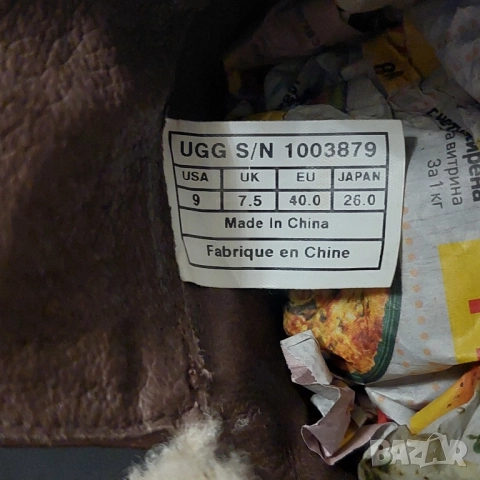 UGG S/N 1003879
USA UK EU JAPAN
9 7.5 40.0 26.0
Made In China
Fabrique en Chine
витрина
За 1 кг
BAZAR